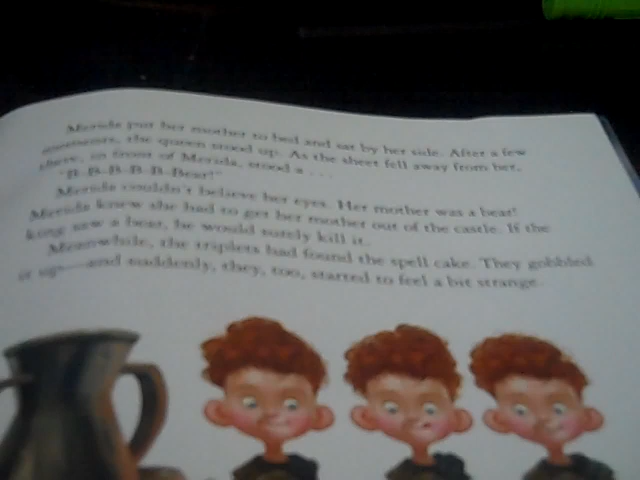 Merida put her mother to bed and sat by her side. After a few
moments, the queen stood up. As the sheet fell away from her,
there, in front of Merida, stood a . . .
"B-B-B-B-B-Bear!"
Merida couldn't believe her eyes. Her mother was a bear!
Merida knew she had to get her mother out of the castle. If the
king saw a bear, he would surely kill it.
Meanwhile, the triplets had found the spell cake. They gobbled
it up—and suddenly, they, too, started to feel a bit strange.